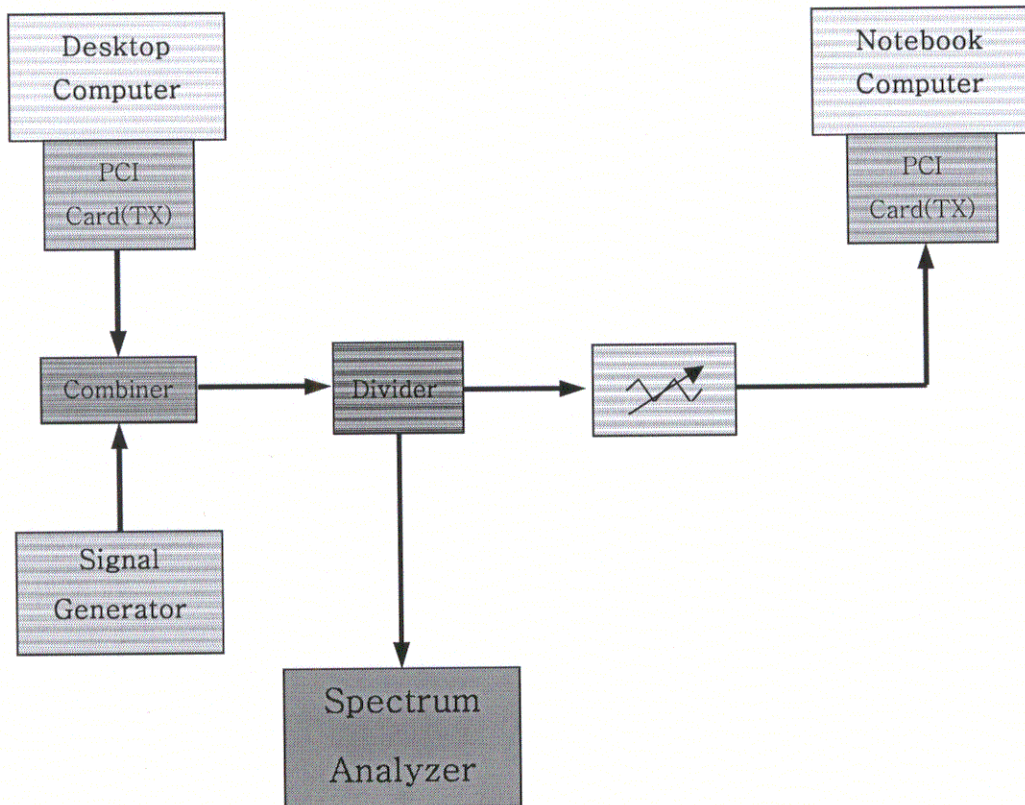 Desktop
Computer
PCI
Card(TX)
Notebook
Computer
PCI
Card(TX)
Combiner
Divider
Signal
Generator
Spectrum
Analyzer